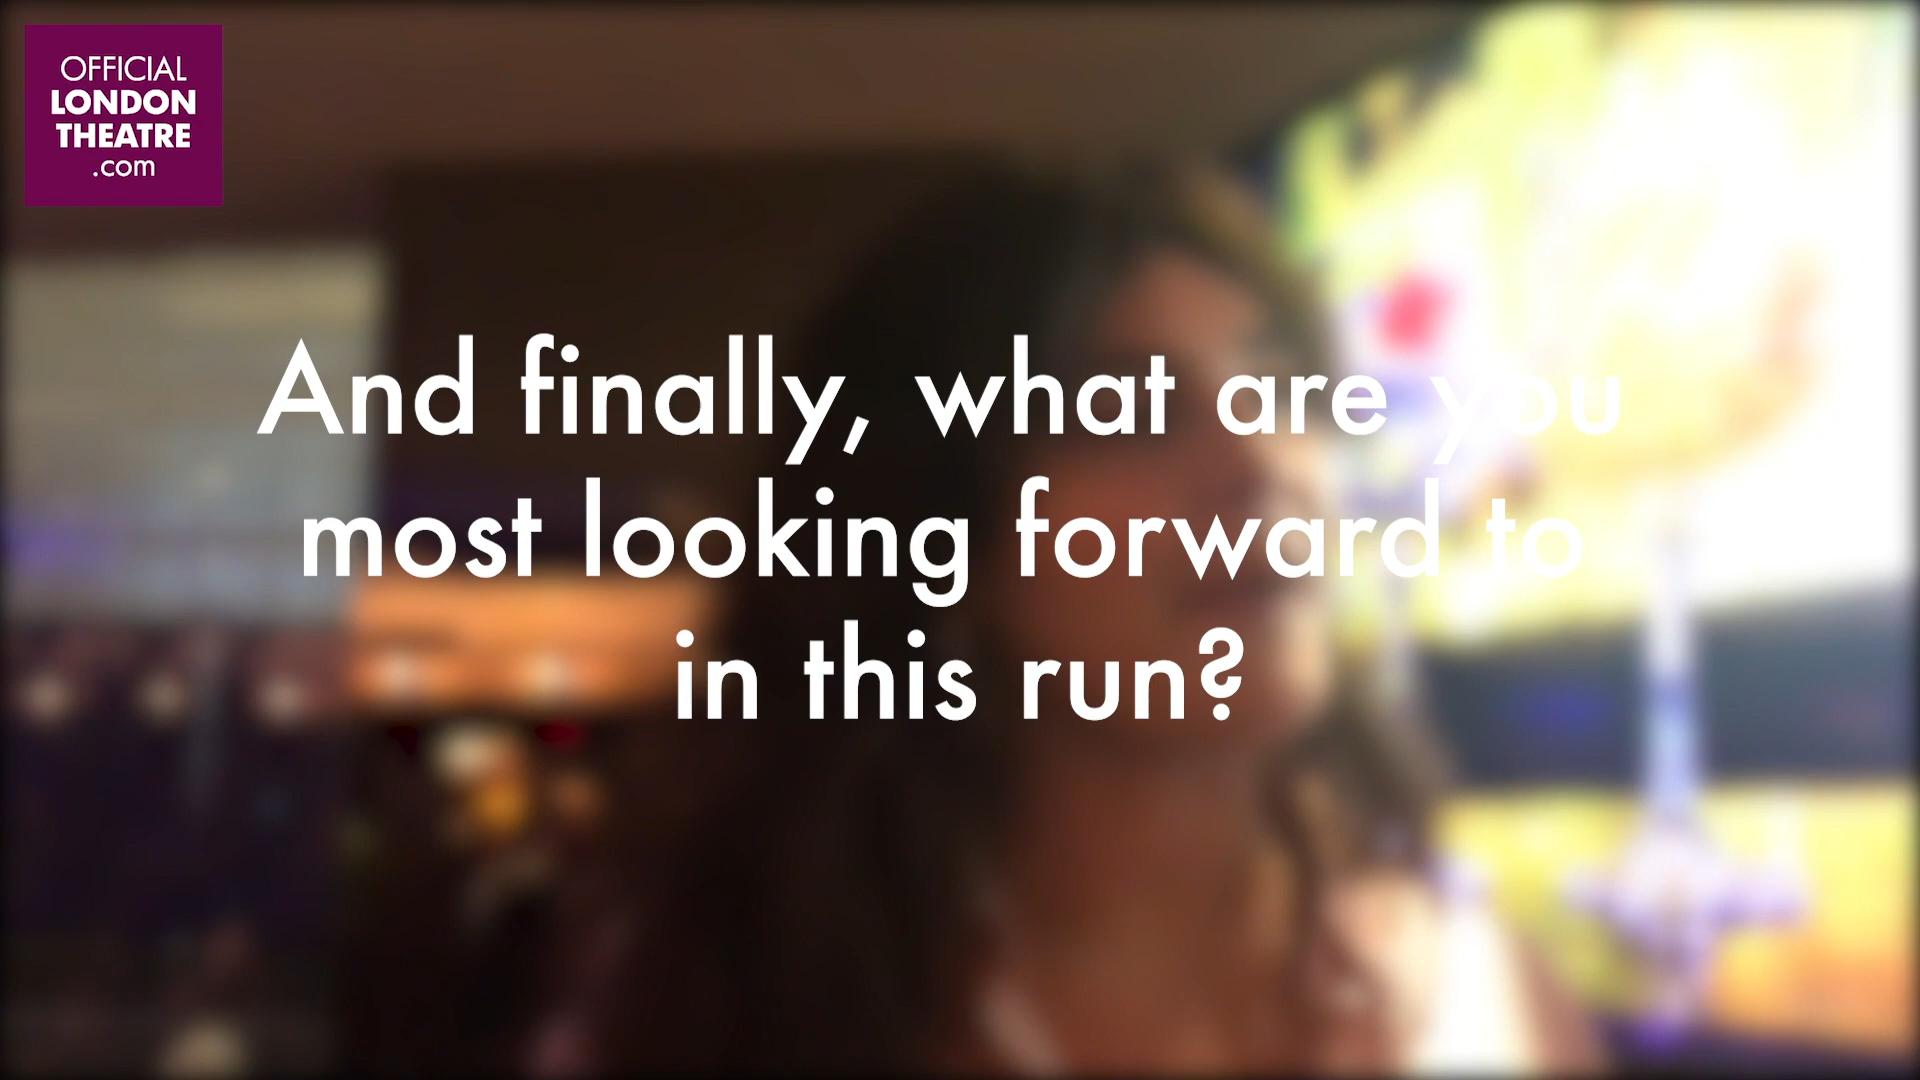 OFFICIAL
LONDON
THEATRE
.com
And finally, what are you
most looking forward to
in this run?